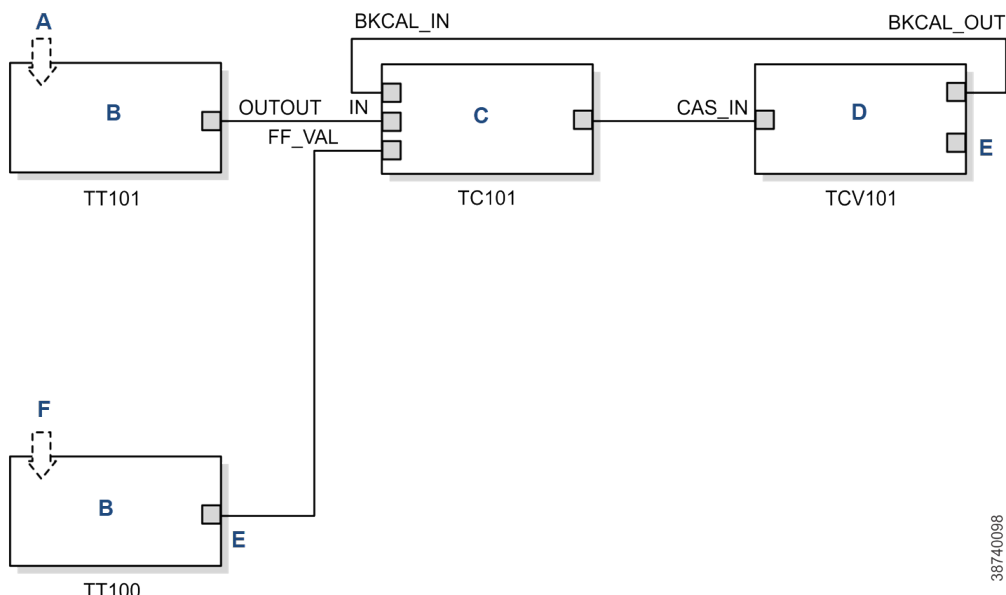 A
BKCAL_IN
BKCAL_OUT
B
OUTOUT IN
C
CAS_IN
D
FF_VAL
E
TT101
TC101
TCV101
F
B
E
TT100
38740098